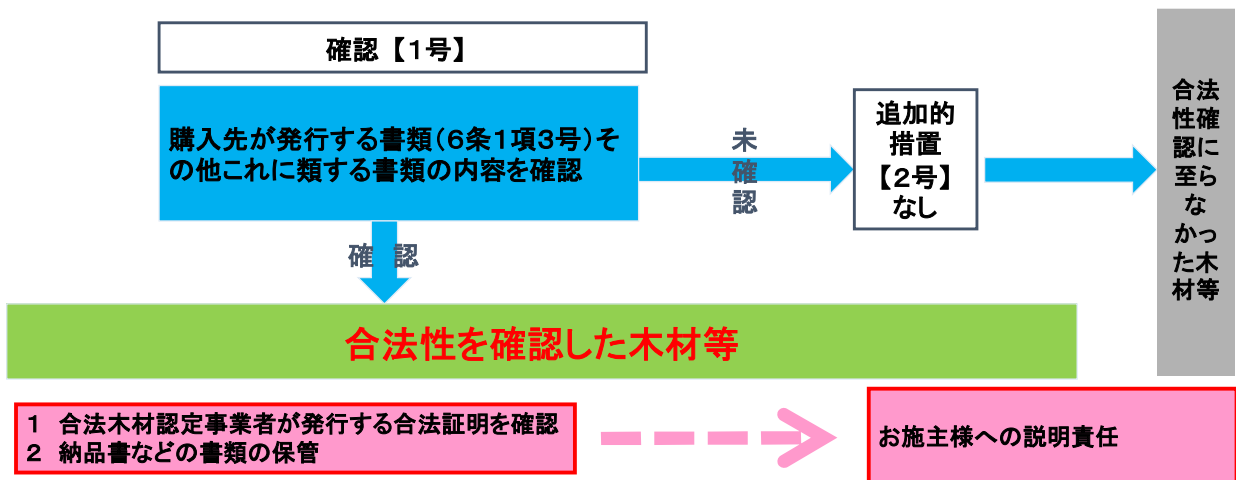 確認【1号】
購入先が発行する書類(6条1項3号)そ
の他これに類する書類の内容を確認
未確認
追加的
措置
【2号】
なし
合法
性確
認に
至ら
な
かっ
た木
材等
確 認
合法性を確認した木材等
1 合法木材認定事業者が発行する合法証明を確認
2 納品書などの書類の保管
お施主様への説明責任